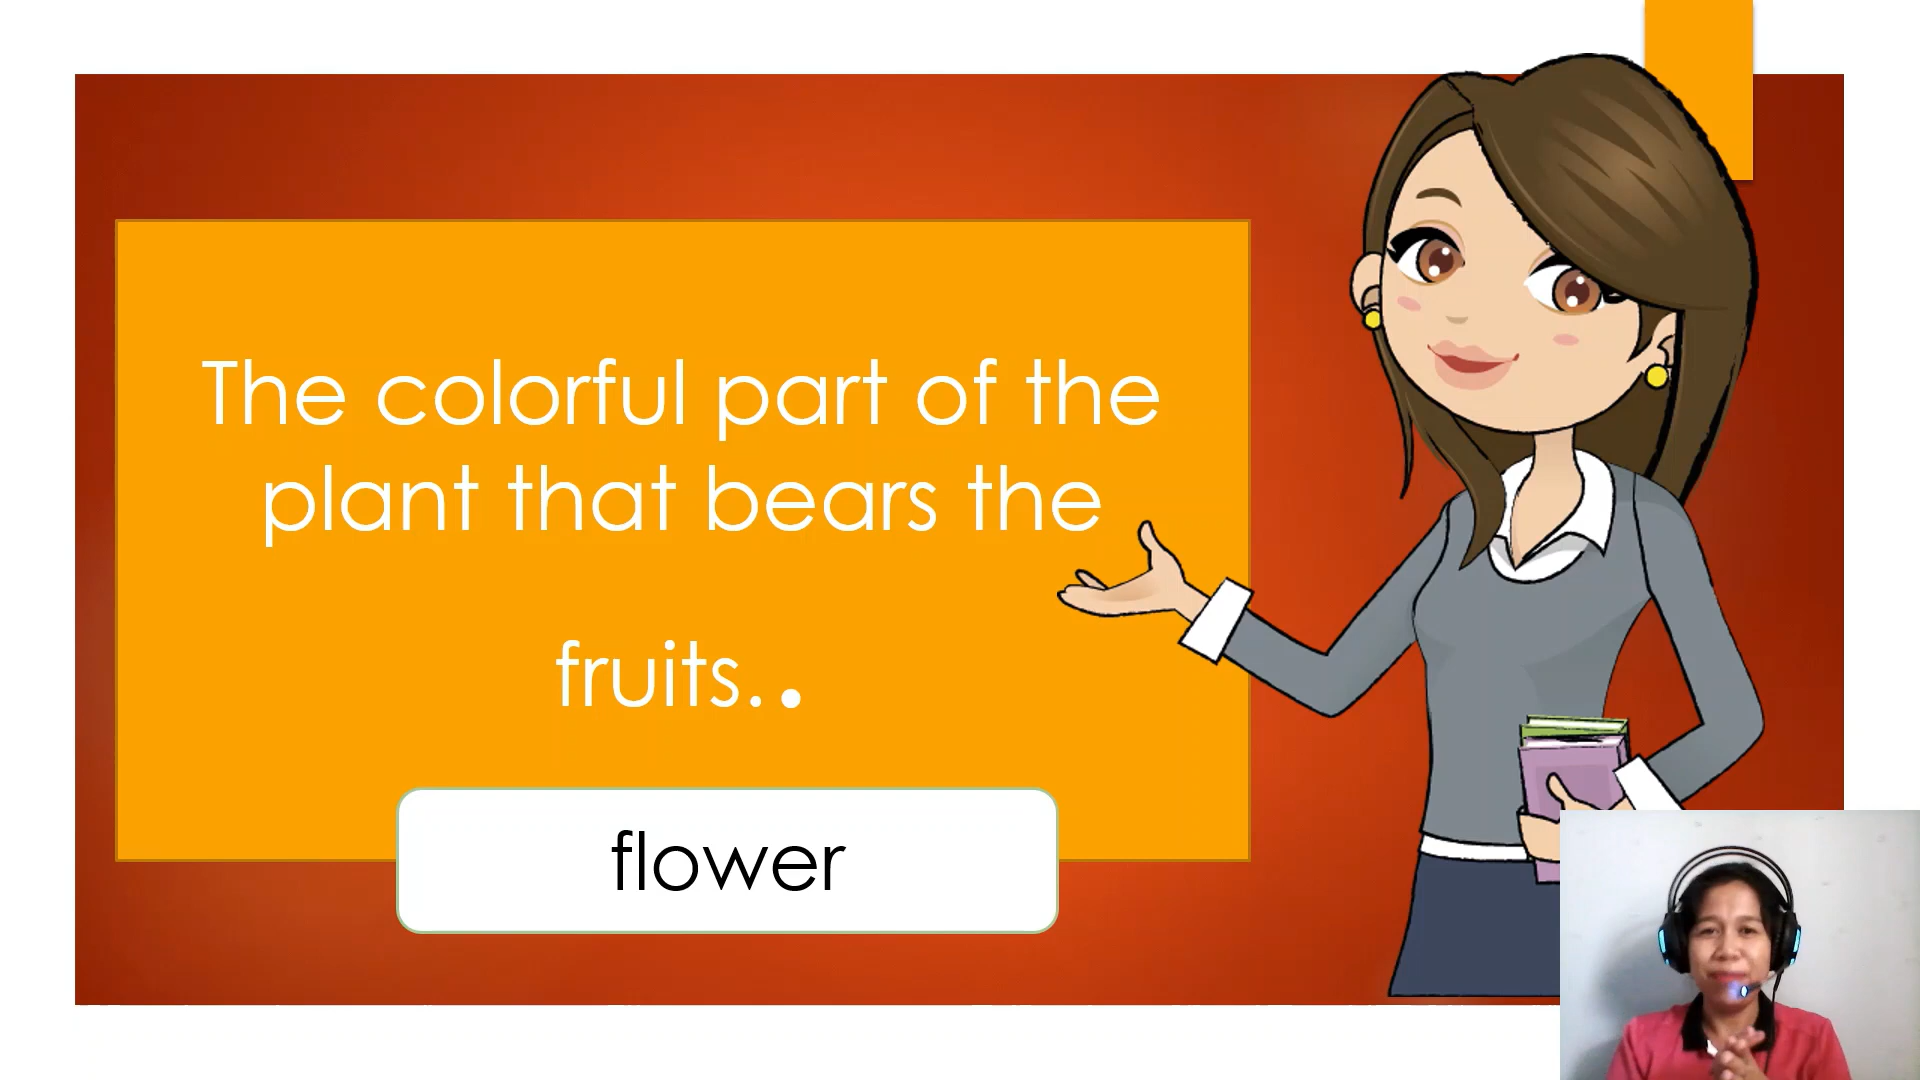 The colorful part of the
plant that bears the
fruits..
flower